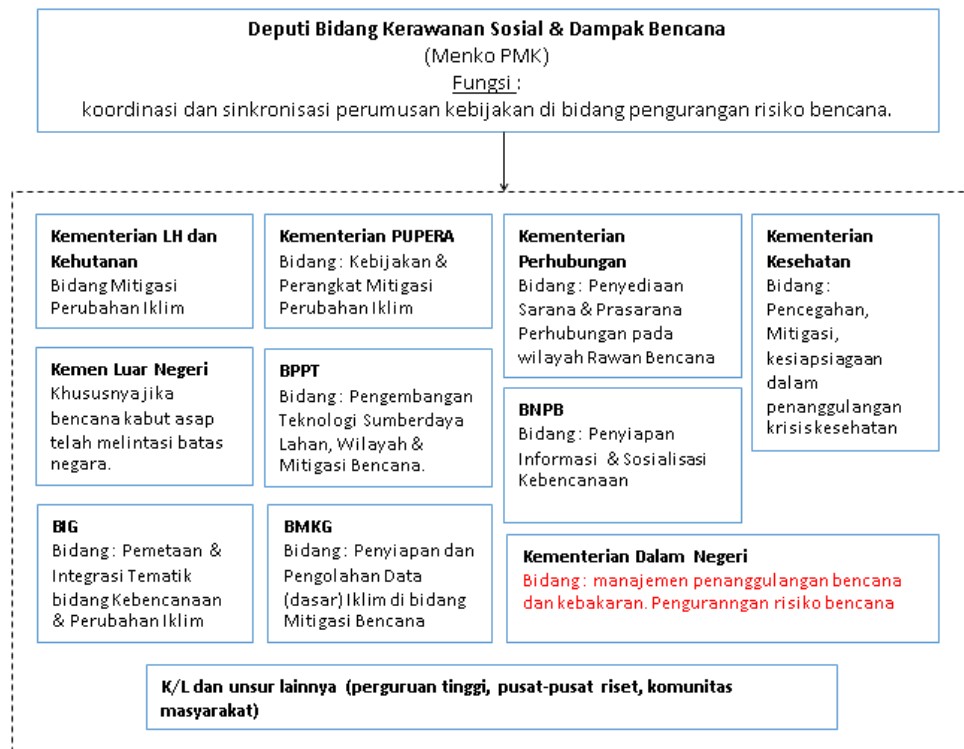 Deputi Bidang Kerawanan Sosial & Dampak Bencana
(Menko PMK)
Fungsi :
koordinasi dan sinkronisasi perumusan kebijakan di bidang pengurangan risiko bencana.
Kementerian LH dan
Kehutanan
Bidang Mitigasi
Perubahan Iklim
Kementerian PUPERA
Bidang : Kebijakan &
Perangkat Mitigasi
Perubahan Iklim
Kementerian
Perhubungan
Bidang : Penyediaan
Sarana & Prasarana
Perhubungan pada
wilayah Rawan Bencana
Kementerian
Kesehatan
Bidang :
Pencegahan,
Mitigasi,
kesiapsiagaan
dalam
penanggulangan
krisis kesehatan
Kemen Luar Negeri
Khususnya jika
bencana kabut asap
telah melintasi batas
negara.
BPPT
Bidang : Pengembangan
Teknologi Sumberdaya
Lahan, Wilayah &
Mitigasi Bencana.
BNPB
Bidang : Penyiapan
Informasi & Sosialisasi
Kebencanaan
BIG
Bidang : Pemetaan &
Integrasi Tematik
bidang Kebencanaan
& Perubahan Iklim
BMKG
Bidang : Penyiapan dan
Pengolahan Data
(dasar) Iklim di bidang
Mitigasi Bencana
Kementerian Dalam Negeri
Bidang : manajemen penanggulangan bencana
dan kebakaran. Penguranngan risiko bencana
K/L dan unsur lainnya (perguruan tinggi, pusat-pusat riset, komunitas
masyarakat)